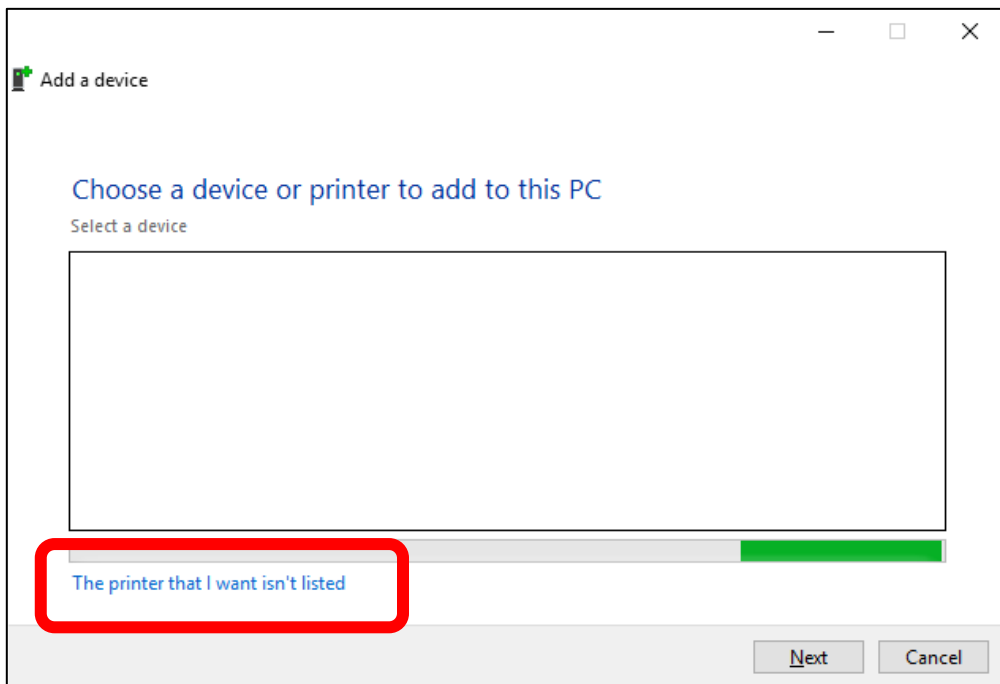 Add a device
Choose a device or printer to add to this PC
Select a device
The printer that I want isn't listed
Next
Cancel